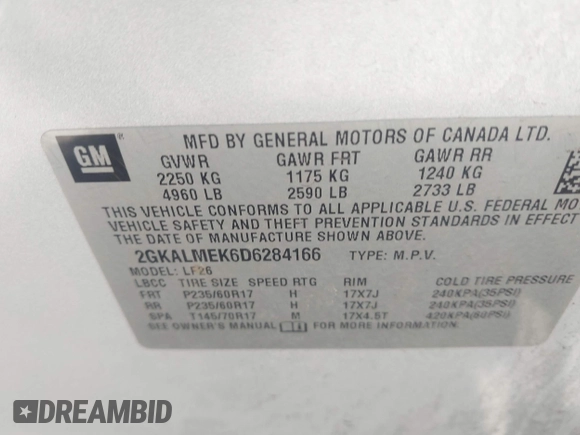 GM
MFD BY GENERAL MOTORS OF CANADA LTD.
GVWR GAWR FRT GAWR RR
2250 KG 1175 KG 1240 KG
4960 LB 2590 LB 2733 LB
THIS VEHICLE CONFORMS TO ALL APPLICABLE U.S. FEDERAL MO
VEHICLE SAFETY AND THEFT PREVENTION STANDARDS IN EFFECT
THE DATE OF MANUFACTURE SHOWN ABOVE.
2GKALMEK6D6284166 TYPE: M.P.V.
MODEL: LF26
LBCC TIRE SIZE SPEED RTG RIM COLD TIRE PRESSURE
FRT P235/60R17 H 17X7J 240KPA(35PSI)
RR P235/60R17 H 17X7J 240KPA(35PSI)
SPA T145/70R17 M 17X4.5T 420KPA(60PSI)
SEE OWNER'S MANUAL FOR MORE INFORMATION.
DREAMBID